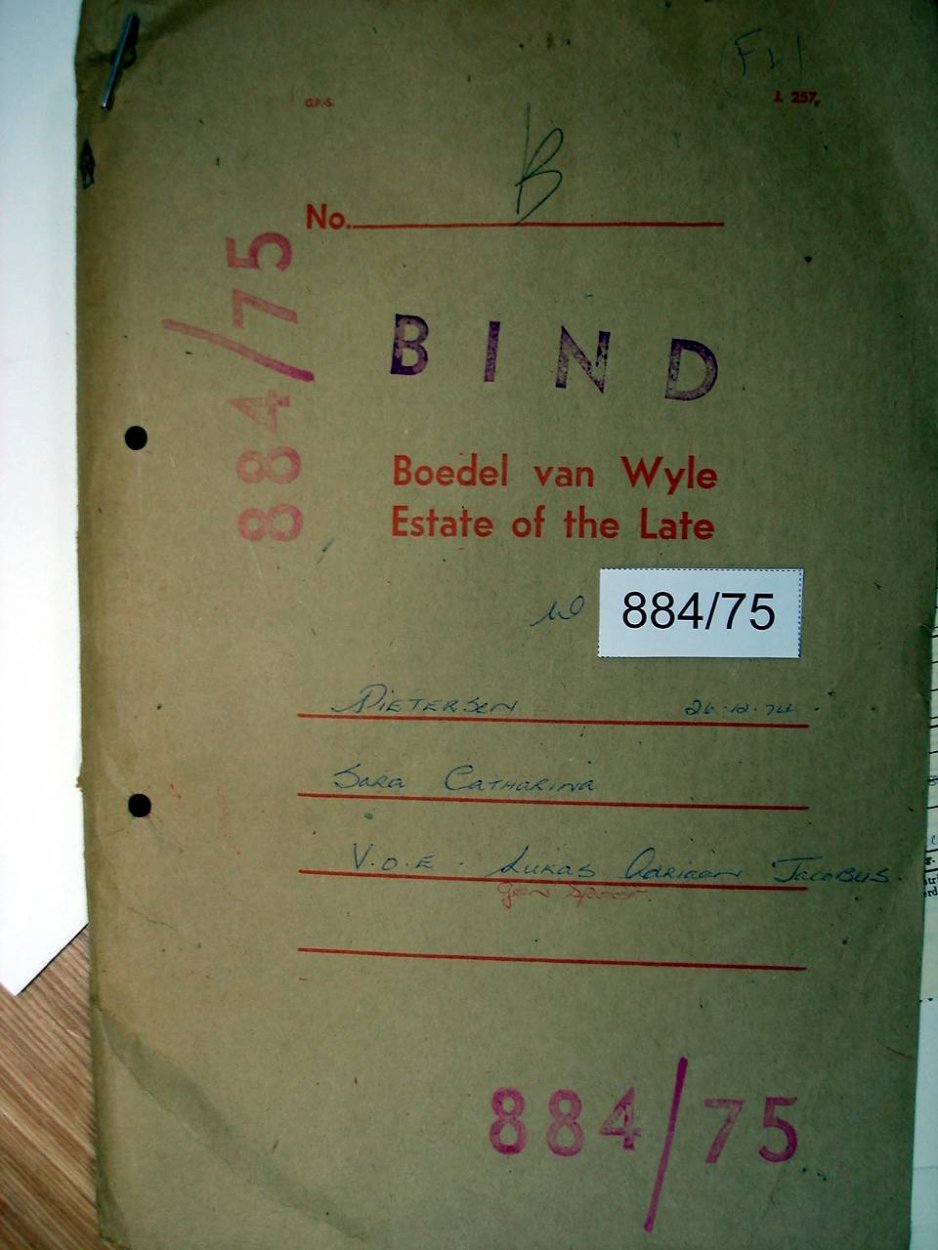 G.P.-S.
J. 257.
B
No.
884/75
BIND
Boedel van Wyle
Estate of the Late
884/75
PIETERSEN 26.12.74
Sara Catharina
V.O.E. Lukas Adriaan Jacobus
884/75